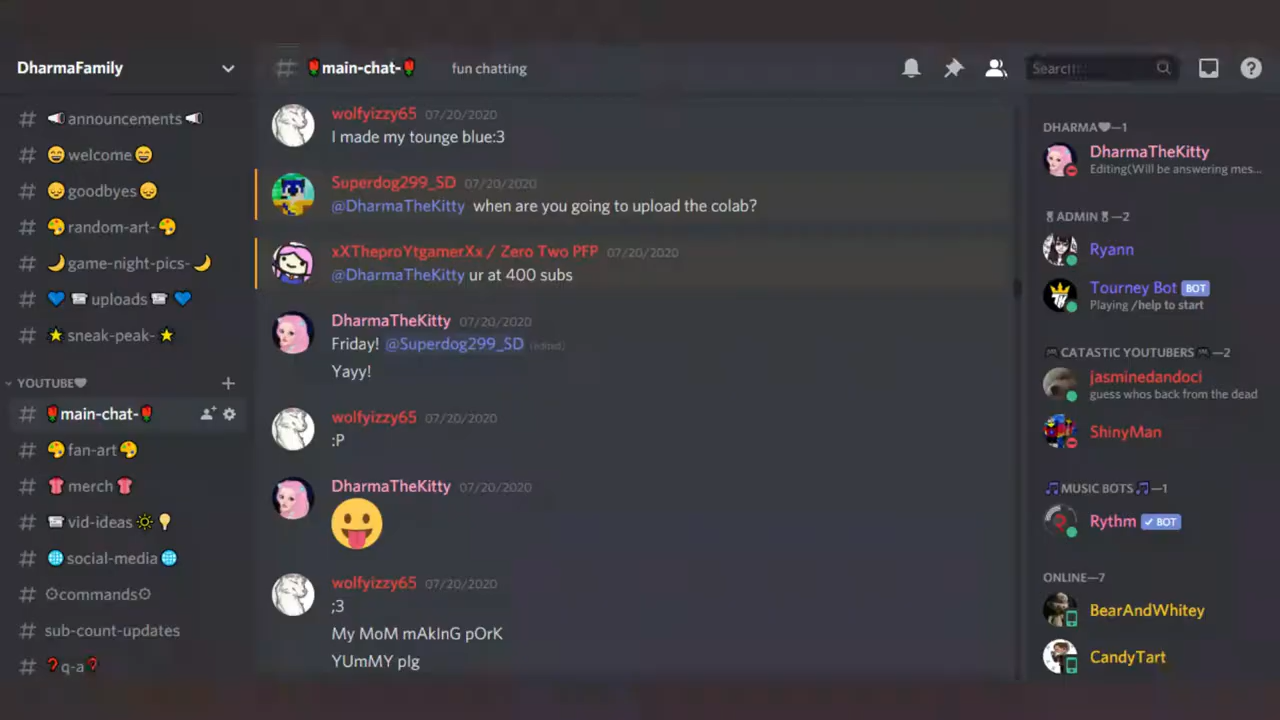 DharmaFamily
announcements
welcome
goodbyes
random-art-
game-night-pics-
uploads
sneak-peak-
YOUTUBE
main-chat-
fan-art
merch
vid-ideas
social-media
commands
sub-count-updates
q-a
main-chat-
fun chatting
wolfyizzy65 07/20/2020
I made my tounge blue:3
Superdog299_SD 07/20/2020
@DharmaTheKitty when are you going to upload the colab?
xXTheproYtgamerXx / Zero Two PFP 07/20/2020
@DharmaTheKitty ur at 400 subs
DharmaTheKitty 07/20/2020
Friday! @Superdog299_SD (edited)
Yayy!
wolfyizzy65 07/20/2020
:P
DharmaTheKitty 07/20/2020
wolfyizzy65 07/20/2020
;3
My MoM mAkInG pOrK
YUmMY pIg
Search
DHARMA—1
DharmaTheKitty
Editing(Will be answering mes...
ADMIN—2
Ryann
Tourney Bot BOT
Playing /help to start
CATASTIC YOUTUBERS—2
jasminedandoci
guess whos back from the dead
ShinyMan
MUSIC BOTS—1
Rythm BOT
ONLINE—7
BearAndWhitey
CandyTart